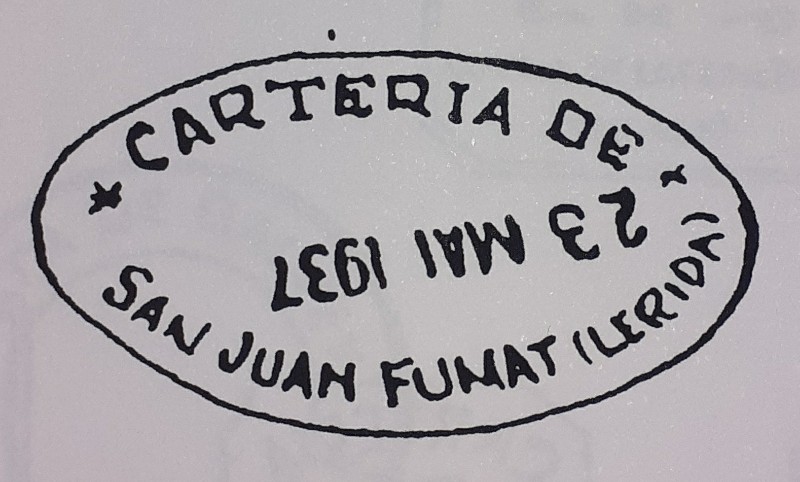 * CARTERIA DE *
23 MAI 1937
SAN JUAN FUMAT (LERIDA)